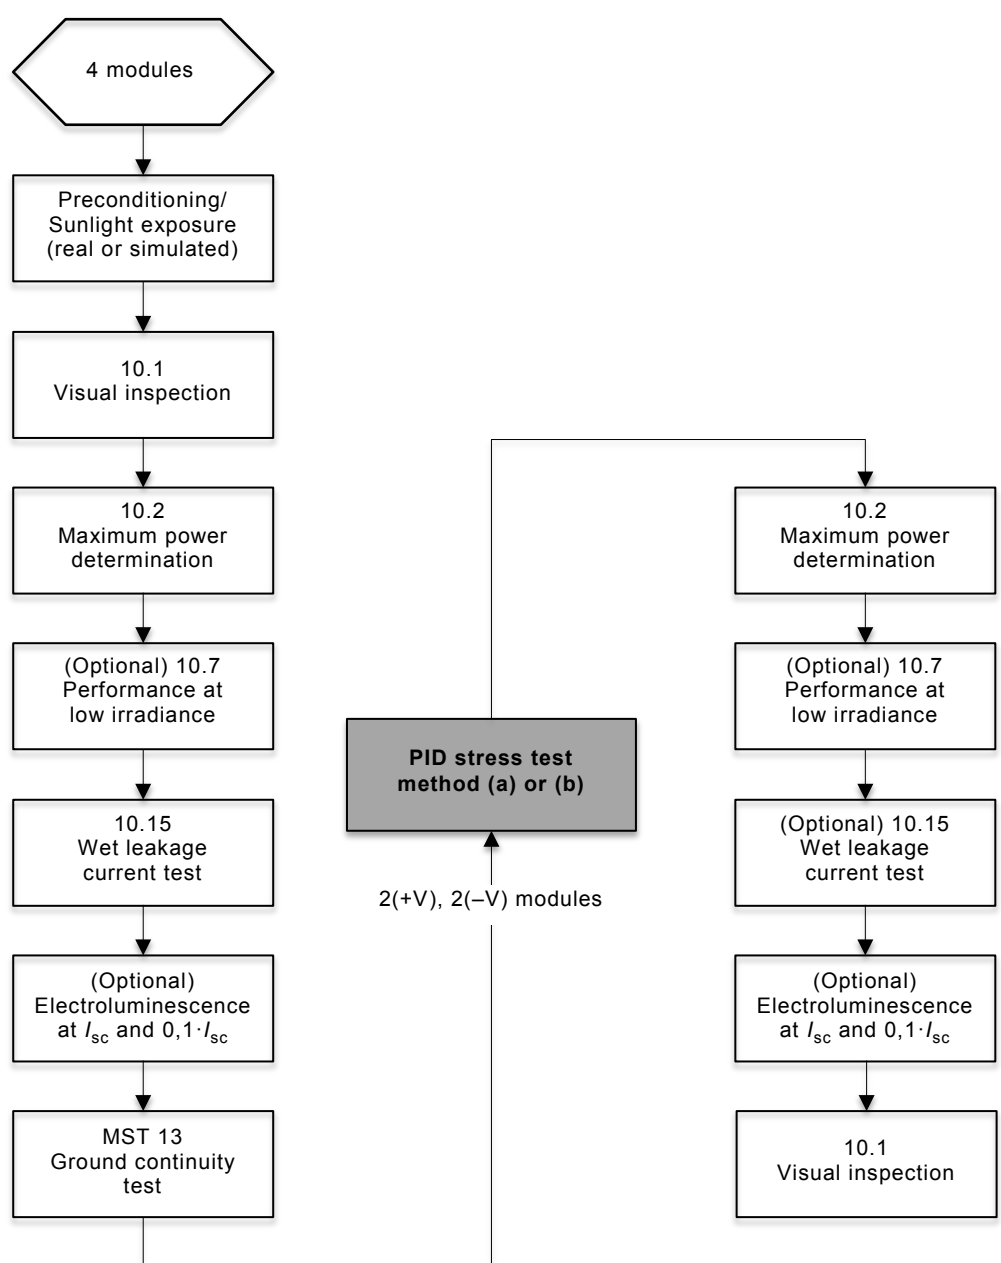 4 modules
Preconditioning/
Sunlight exposure
(real or simulated)
10.1
Visual inspection
10.2
Maximum power
determination
(Optional) 10.7
Performance at
low irradiance
10.15
Wet leakage
current test
(Optional)
Electroluminescence
at Isc and 0,1·Isc
MST 13
Ground continuity
test
2(+V), 2(–V) modules
PID stress test
method (a) or (b)
10.2
Maximum power
determination
(Optional) 10.7
Performance at
low irradiance
(Optional) 10.15
Wet leakage
current test
(Optional)
Electroluminescence
at Isc and 0,1·Isc
10.1
Visual inspection